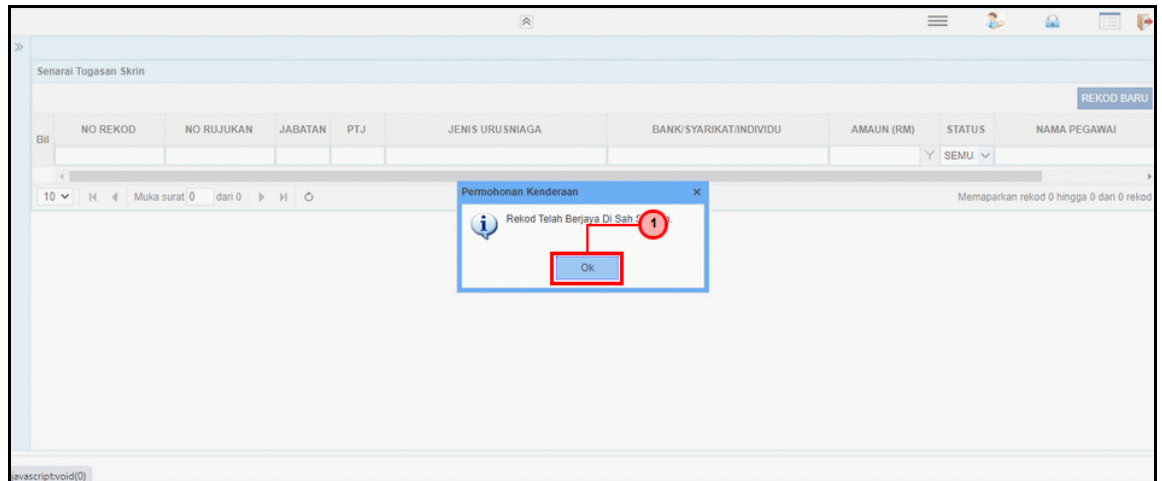 Senarai Tugasan Skrin
REKOD BARU
Bil NO REKOD NO RUJUKAN JABATAN PTJ JENIS URUSNIAGA BANK/SYARIKAT/INDIVIDU AMAUN (RM) STATUS NAMA PEGAWAI
SEMU
10 Muka surat 0 dari 0 Memaparkan rekod 0 hingga 0 dari 0 rekod
Permohonan Kenderaan
Rekod Telah Berjaya Di Sah
1
Ok
javascript:void(0)